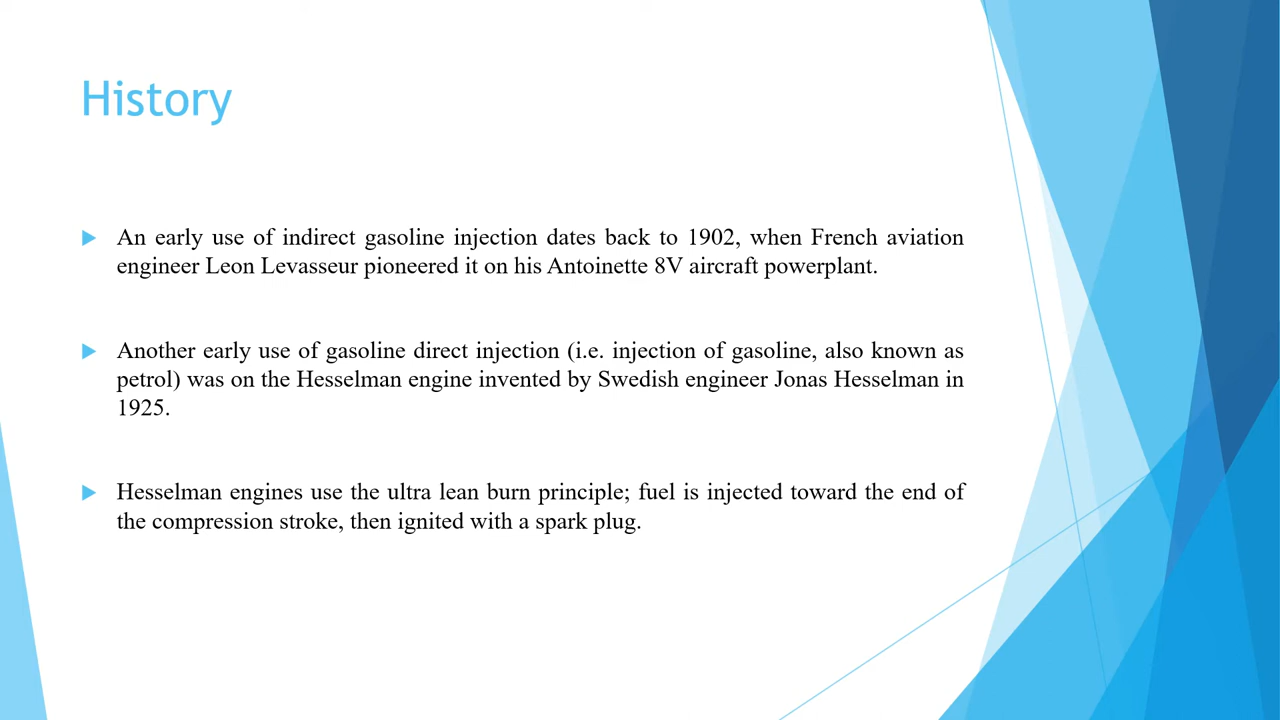 History
An early use of indirect gasoline injection dates back to 1902, when French aviation
engineer Leon Levasseur pioneered it on his Antoinette 8V aircraft powerplant.
Another early use of gasoline direct injection (i.e. injection of gasoline, also known as
petrol) was on the Hesselman engine invented by Swedish engineer Jonas Hesselman in
1925.
Hesselman engines use the ultra lean burn principle; fuel is injected toward the end of
the compression stroke, then ignited with a spark plug.